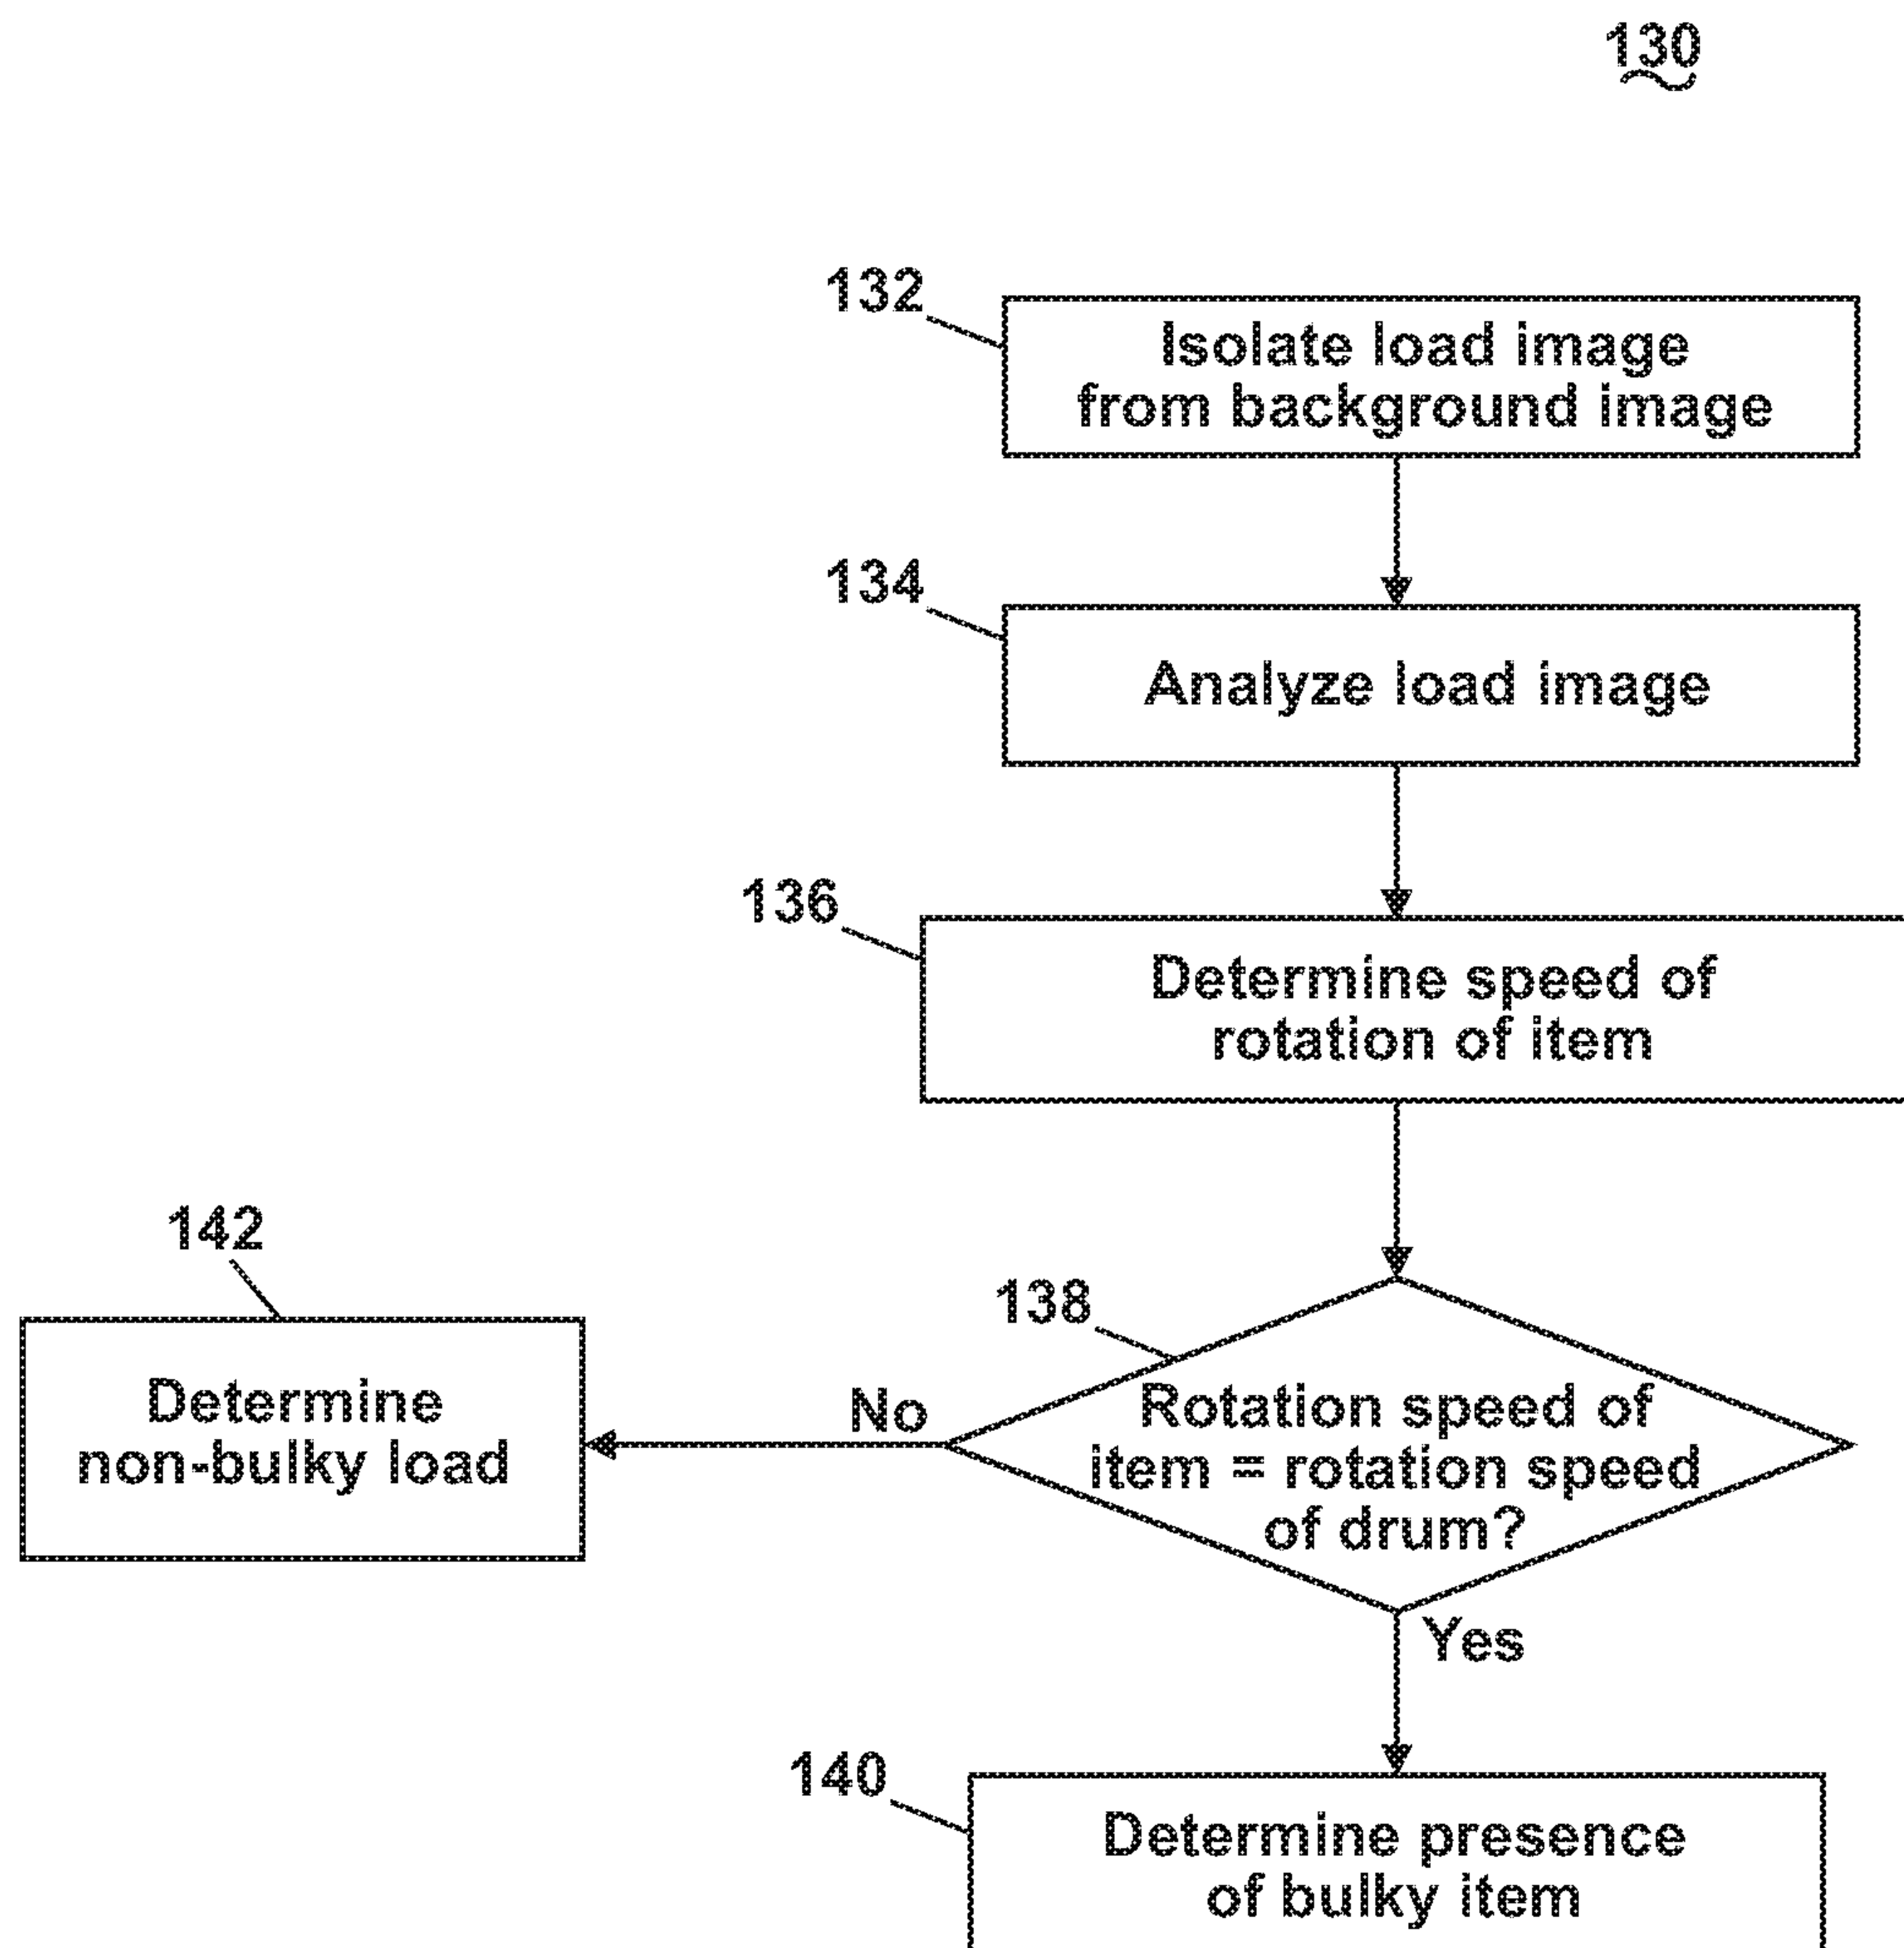 130
132
Isolate load image
from background image
134
Analyze load image
136
Determine speed of
rotation of item
142
Determine
non-bulky load
138
No
Rotation speed of
item = rotation speed
of drum?
Yes
140
Determine presence
of bulky item